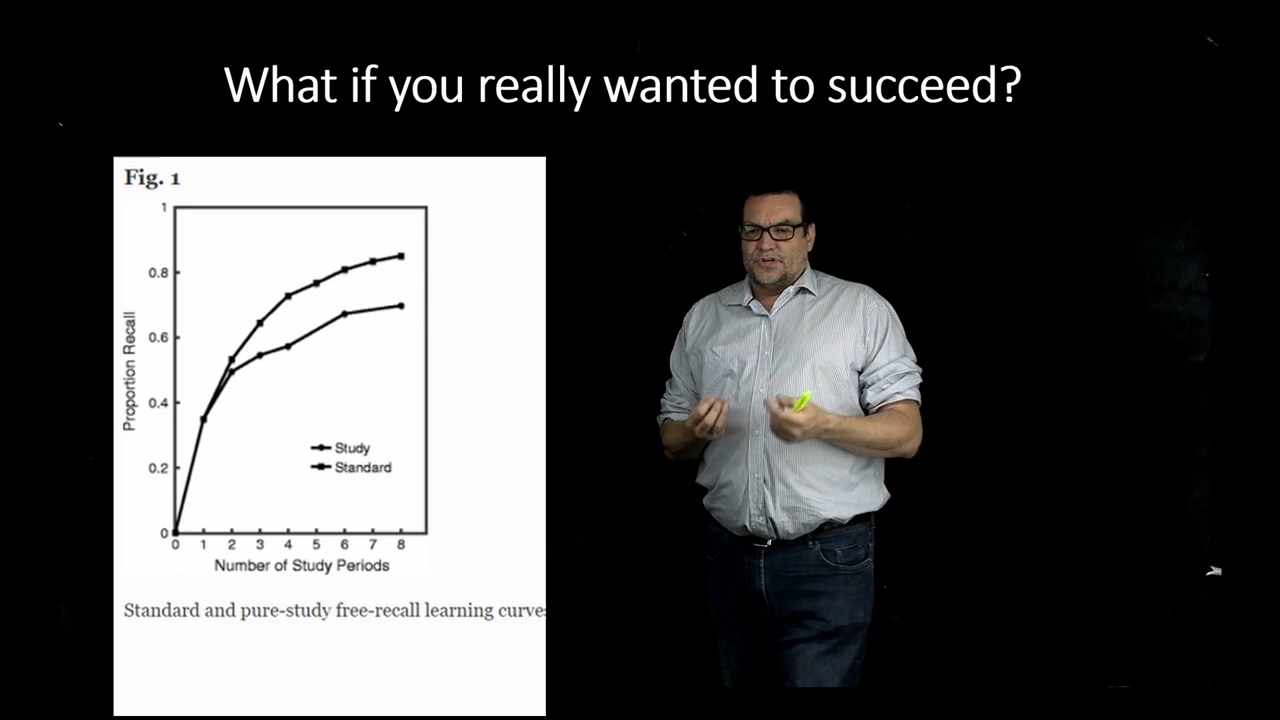 What if you really wanted to succeed?
Fig. 1
1
0.8
0.6
0.4
0.2
0
Proportion Recall
Study
Standard
0 1 2 3 4 5 6 7 8
Number of Study Periods
Standard and pure-study free-recall learning curves